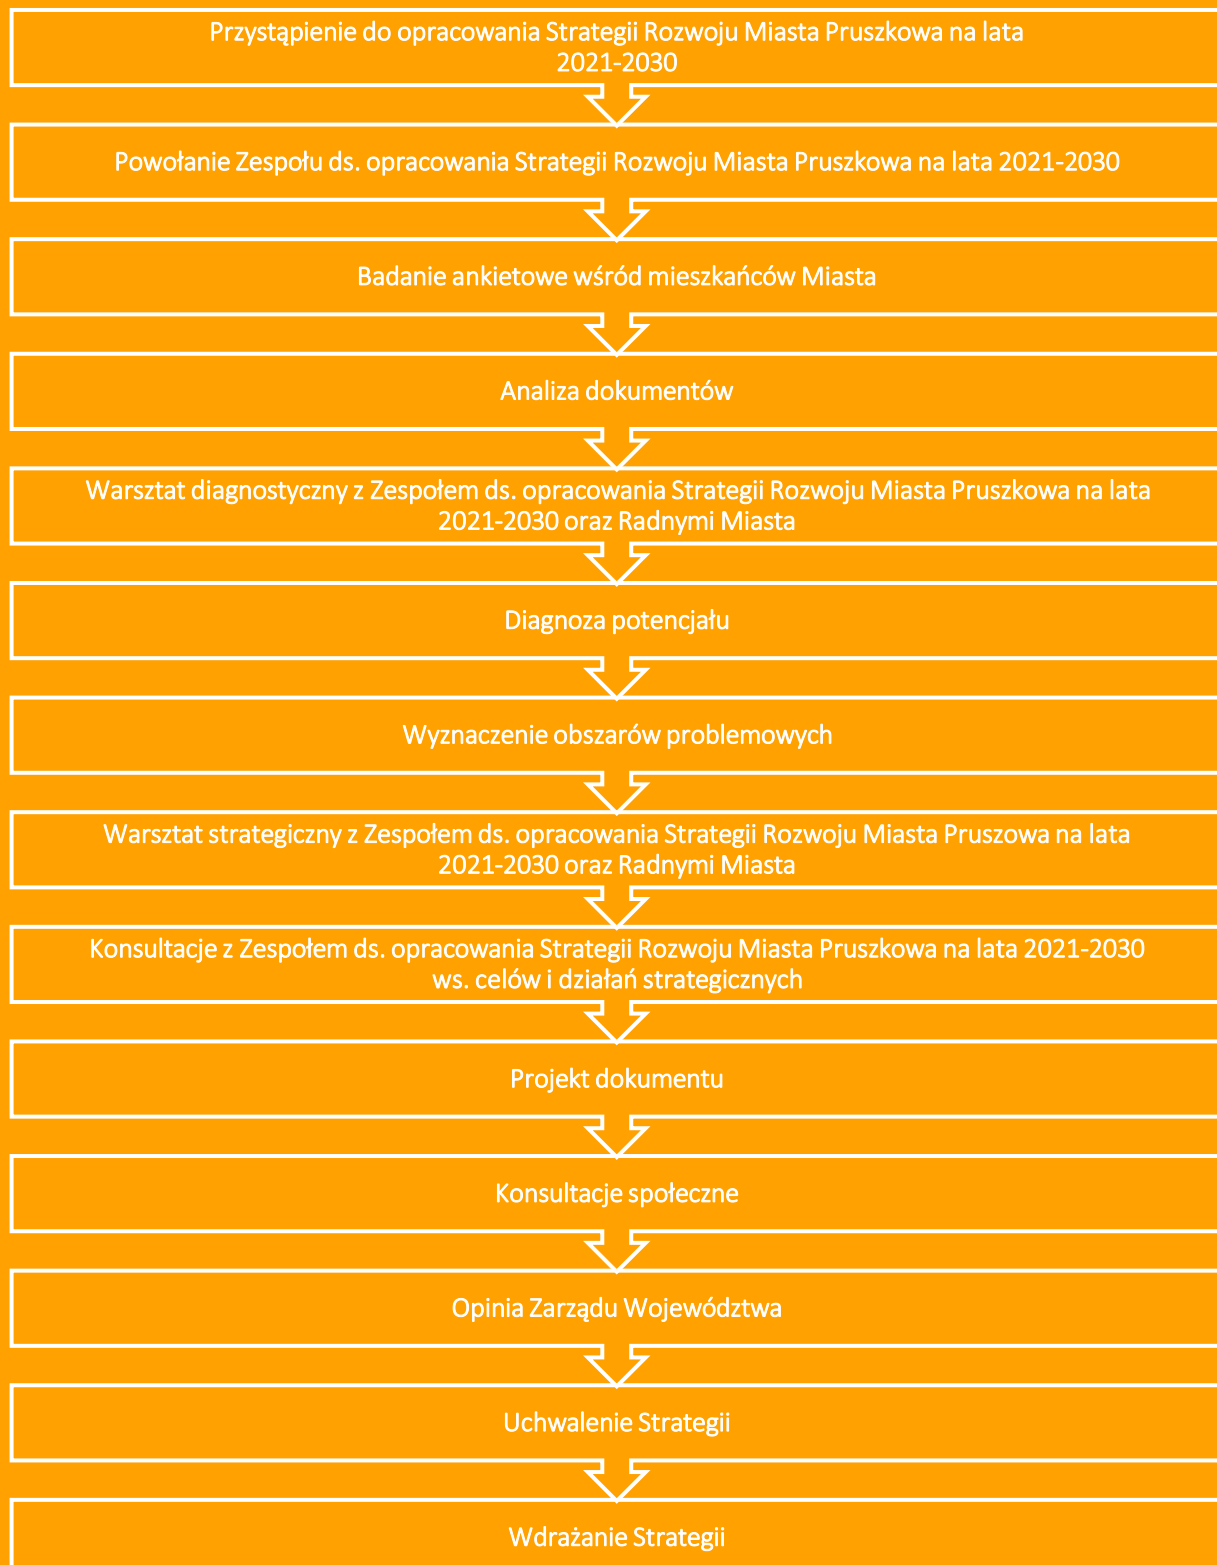 Przystąpienie do opracowania Strategii Rozwoju Miasta Pruszkowa na lata
2021-2030
Powołanie Zespołu ds. opracowania Strategii Rozwoju Miasta Pruszkowa na lata 2021-2030
Badanie ankietowe wśród mieszkańców Miasta
Analiza dokumentów
Warsztat diagnostyczny z Zespołem ds. opracowania Strategii Rozwoju Miasta Pruszkowa na lata
2021-2030 oraz Radnymi Miasta
Diagnoza potencjału
Wyznaczenie obszarów problemowych
Warsztat strategiczny z Zespołem ds. opracowania Strategii Rozwoju Miasta Pruszowa na lata
2021-2030 oraz Radnymi Miasta
Konsultacje z Zespołem ds. opracowania Strategii Rozwoju Miasta Pruszkowa na lata 2021-2030
ws. celów i działań strategicznych
Projekt dokumentu
Konsultacje społeczne
Opinia Zarządu Województwa
Uchwalenie Strategii
Wdrażanie Strategii